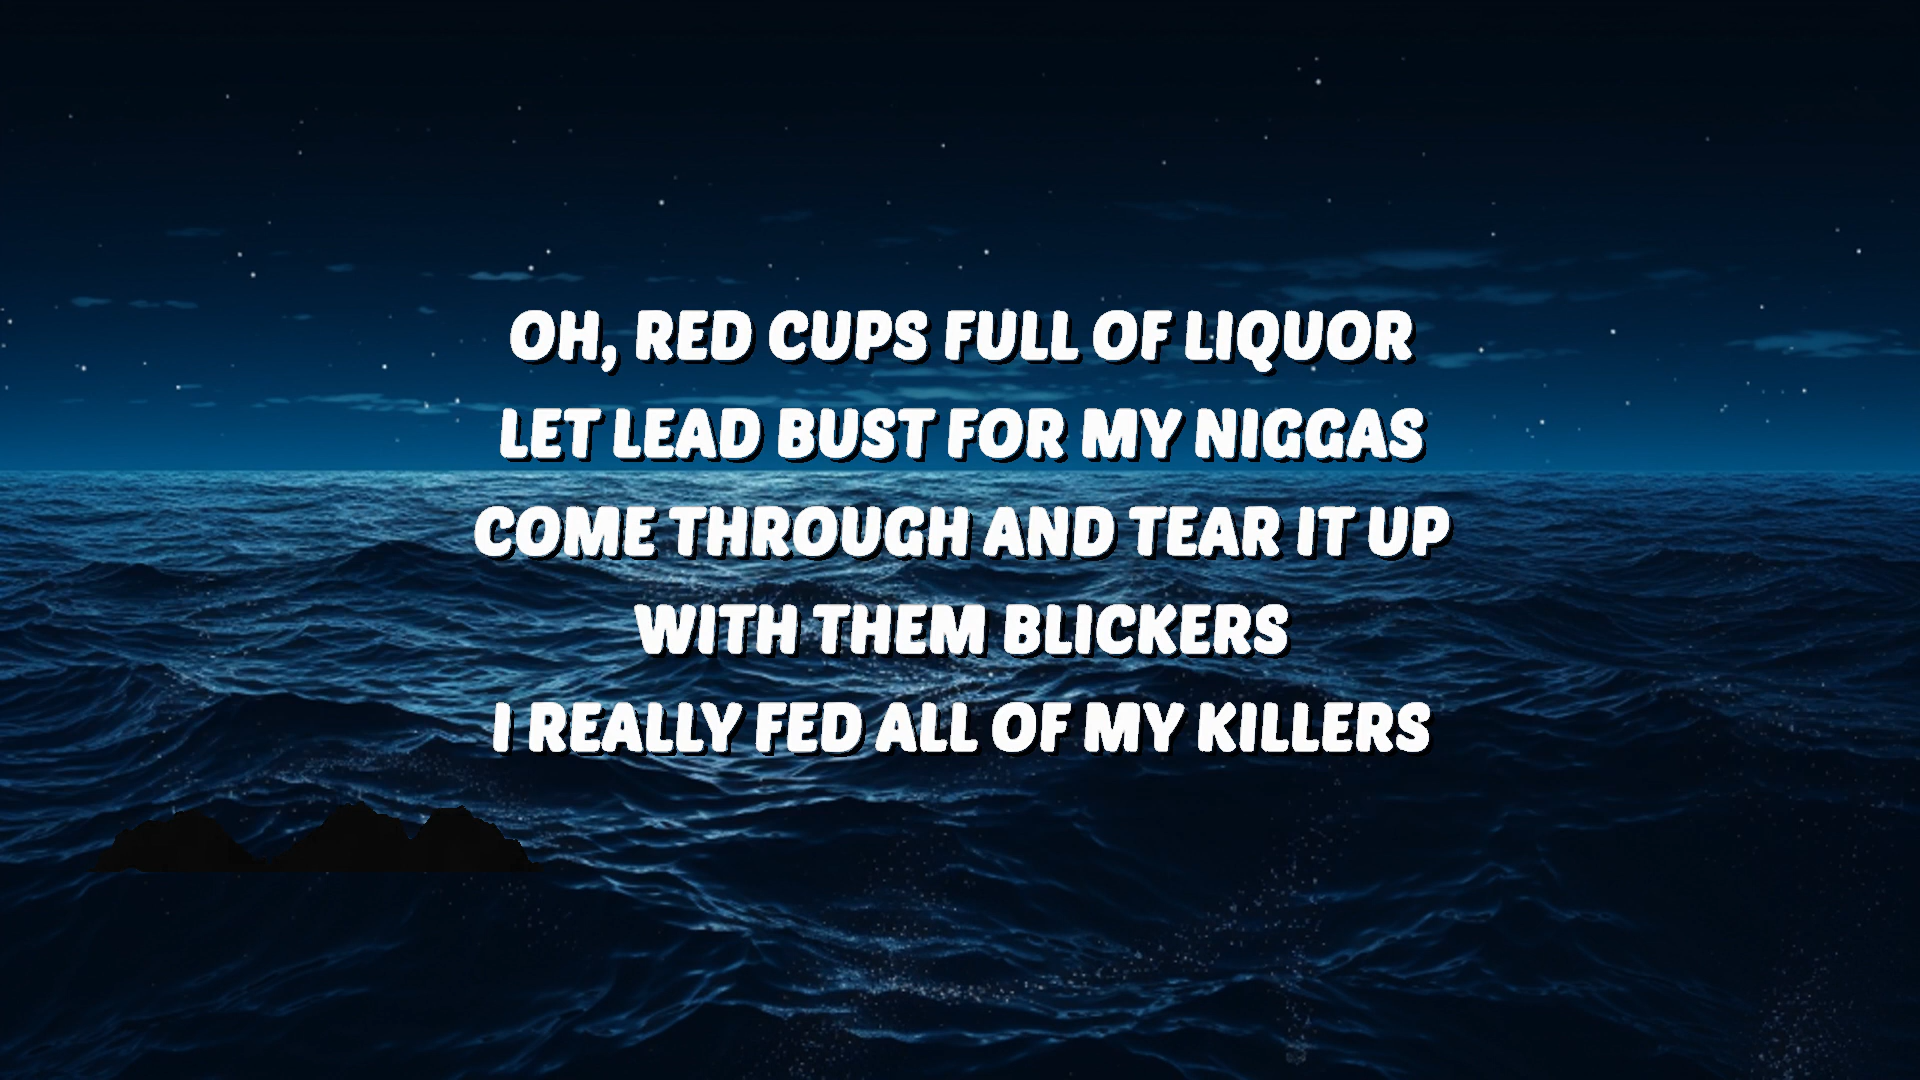 OH, RED CUPS FULL OF LIQUOR
LET LEAD BUST FOR MY NIGGAS
COME THROUGH AND TEAR IT UP
WITH THEM BLICKERS
I REALLY FED ALL OF MY KILLERS